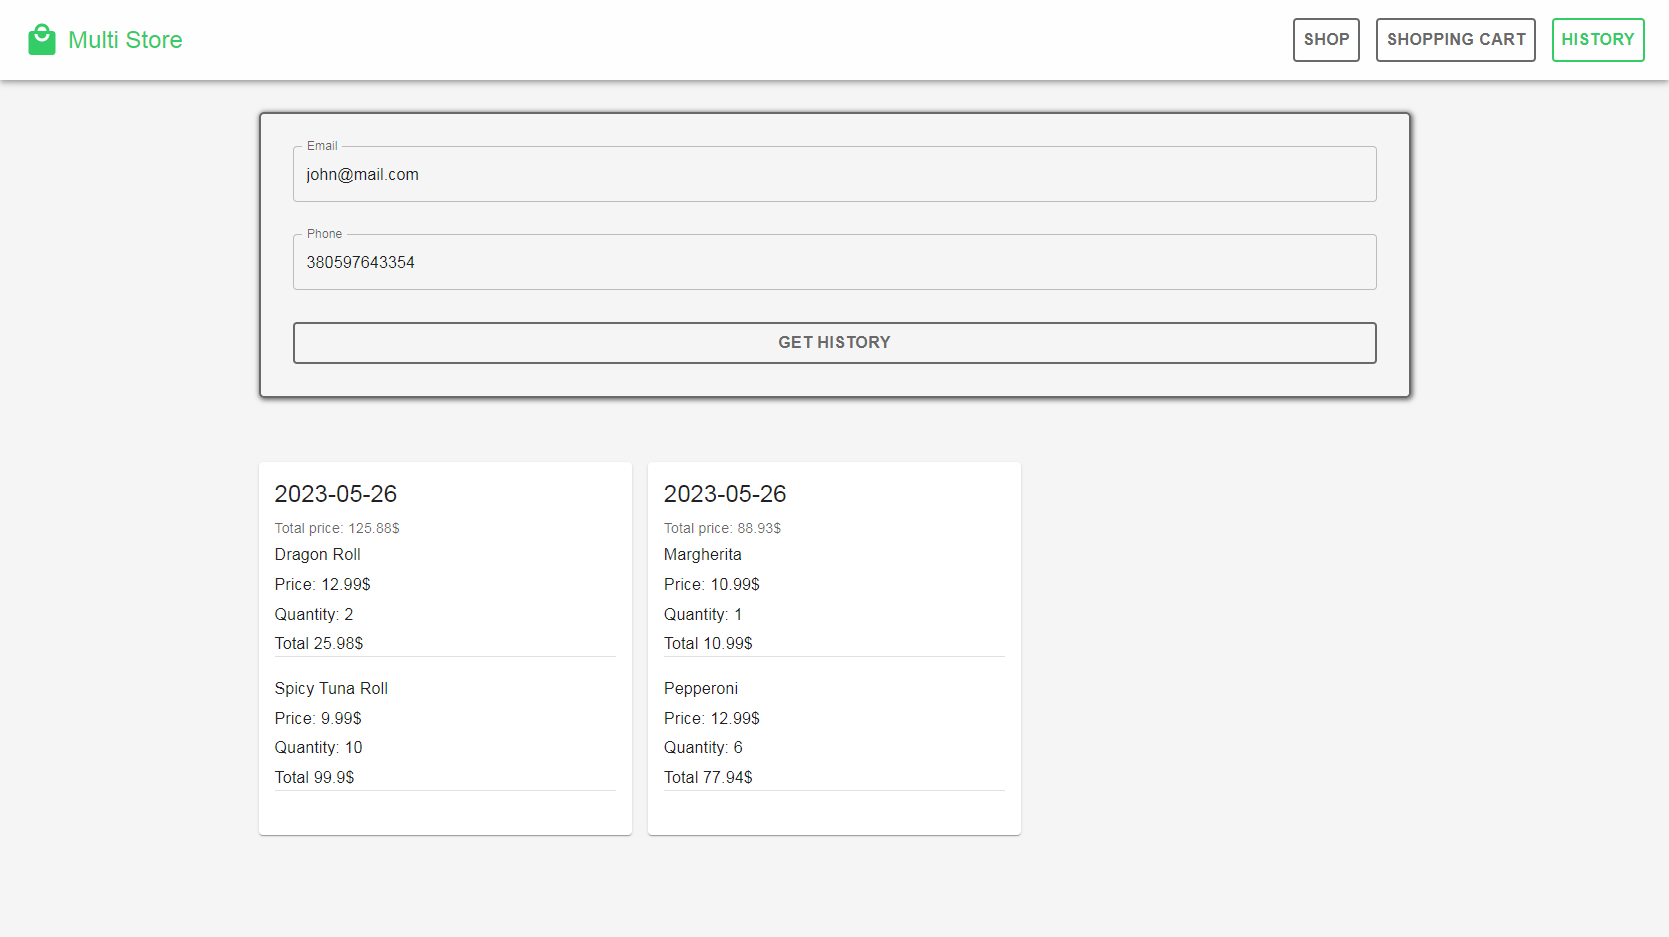 Multi Store
SHOP
SHOPPING CART
HISTORY
Email
john@mail.com
Phone
380597643354
GET HISTORY
2023-05-26
Total price: 125.88$
Dragon Roll
Price: 12.99$
Quantity: 2
Total 25.98$
Spicy Tuna Roll
Price: 9.99$
Quantity: 10
Total 99.9$
2023-05-26
Total price: 88.93$
Margherita
Price: 10.99$
Quantity: 1
Total 10.99$
Pepperoni
Price: 12.99$
Quantity: 6
Total 77.94$